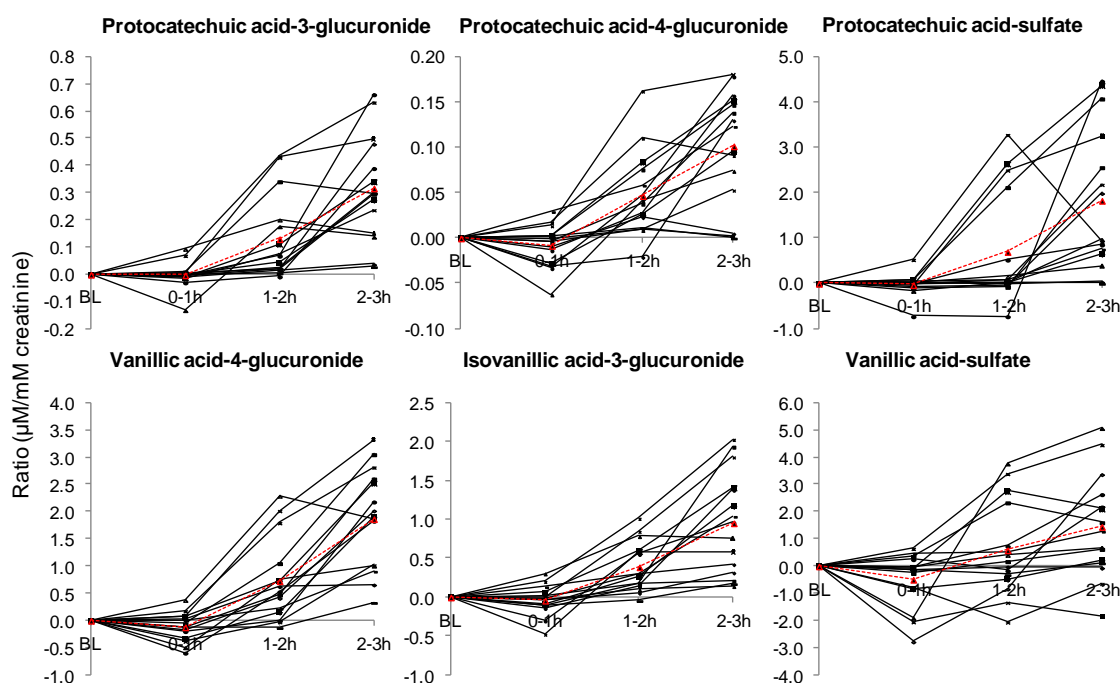 Protocatechuic acid-3-glucuronide
0.8
0.7
0.6
0.5
0.4
0.3
0.2
0.1
0.0
-0.1
-0.2
BL
0-1h
1-2h
2-3h
Protocatechuic acid-4-glucuronide
0.20
0.15
0.10
0.05
0.00
-0.05
-0.10
BL
0-1h
1-2h
2-3h
Protocatechuic acid-sulfate
5.0
4.0
3.0
2.0
1.0
0.0
-1.0
BL
0-1h
1-2h
2-3h
Ratio (µM/mM creatinine)
Vanillic acid-4-glucuronide
4.0
3.5
3.0
2.5
2.0
1.5
1.0
0.5
0.0
-0.5
-1.0
BL
0-1h
1-2h
2-3h
Isovanillic acid-3-glucuronide
2.5
2.0
1.5
1.0
0.5
0.0
-0.5
-1.0
BL
0-1h
1-2h
2-3h
Vanillic acid-sulfate
6.0
5.0
4.0
3.0
2.0
1.0
0.0
-1.0
-2.0
-3.0
-4.0
BL
0-1h
1-2h
2-3h